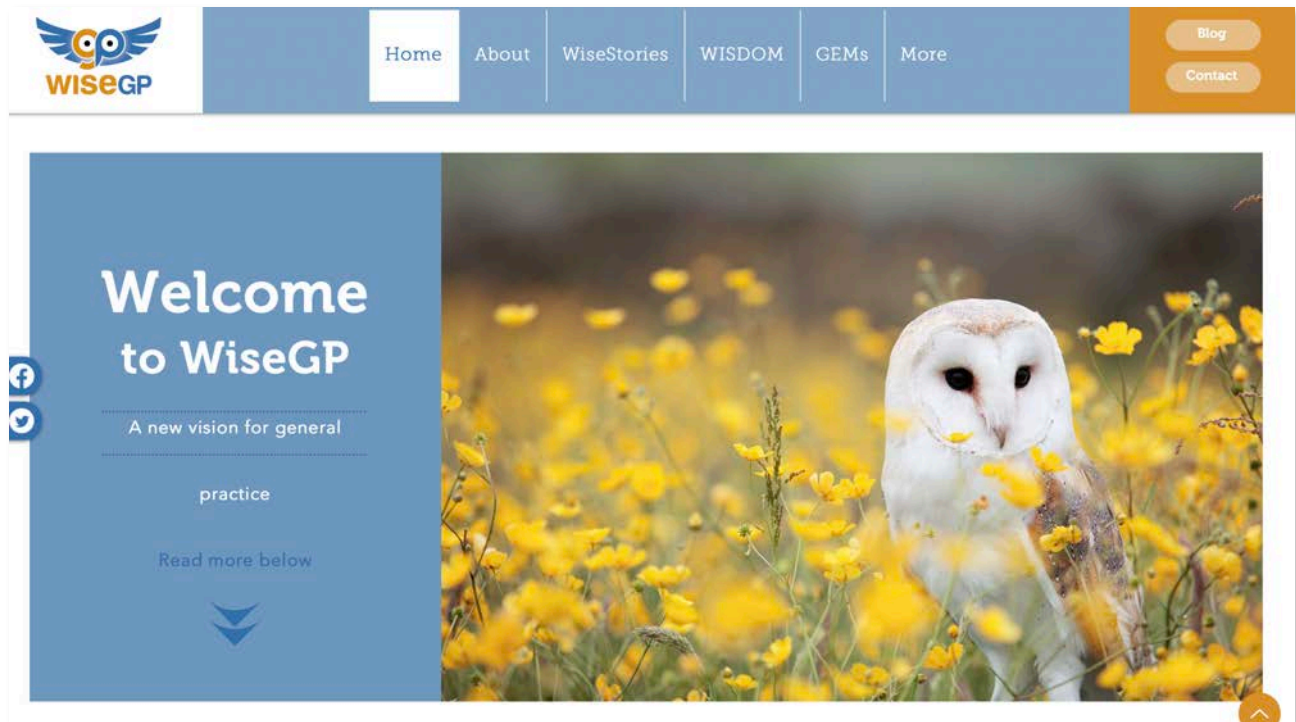 gp
WISeGP
Home
About
WiseStories
WISDOM
GEMs
More
Blog
Contact
Welcome
to WiseGP
A new vision for general
practice
Read more below